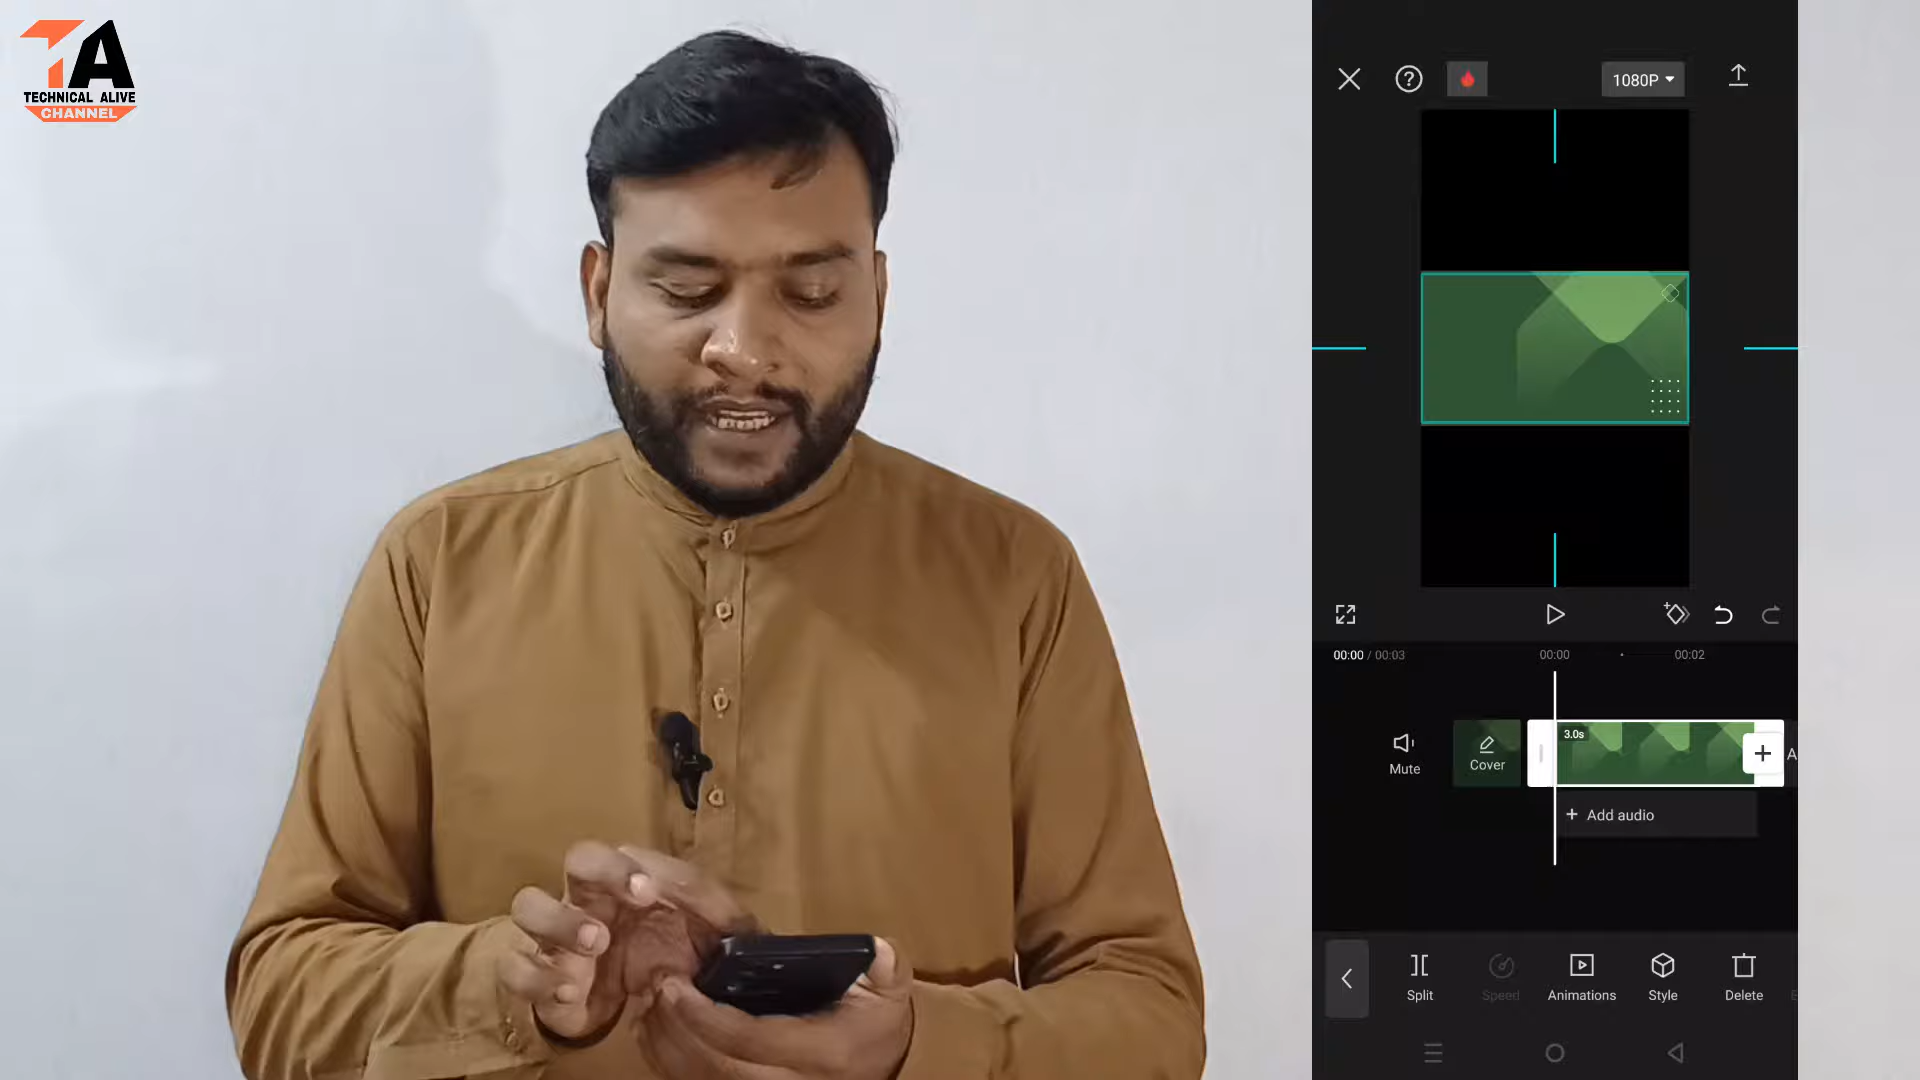 TA
TECHNICAL ALIVE
CHANNEL
1080P
00:00 / 00:03
00:00
00:02
3.0s
Mute
Cover
A
+ Add audio
Split
Speed
Animations
Style
Delete